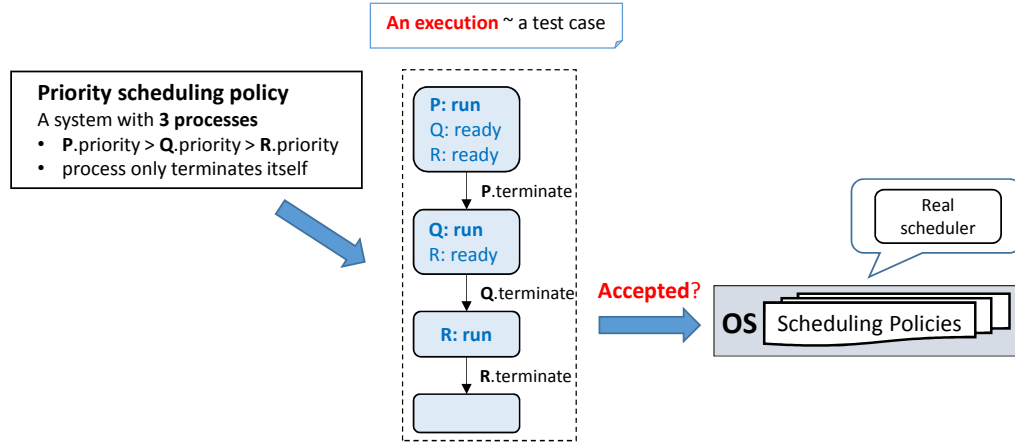 An execution ~ a test case
Priority scheduling policy
A system with 3 processes
• P.priority > Q.priority > R.priority
• process only terminates itself
P: run
Q: ready
R: ready
P.terminate
Q: run
R: ready
Q.terminate
R: run
R.terminate
Accepted?
Real
scheduler
OS
Scheduling Policies